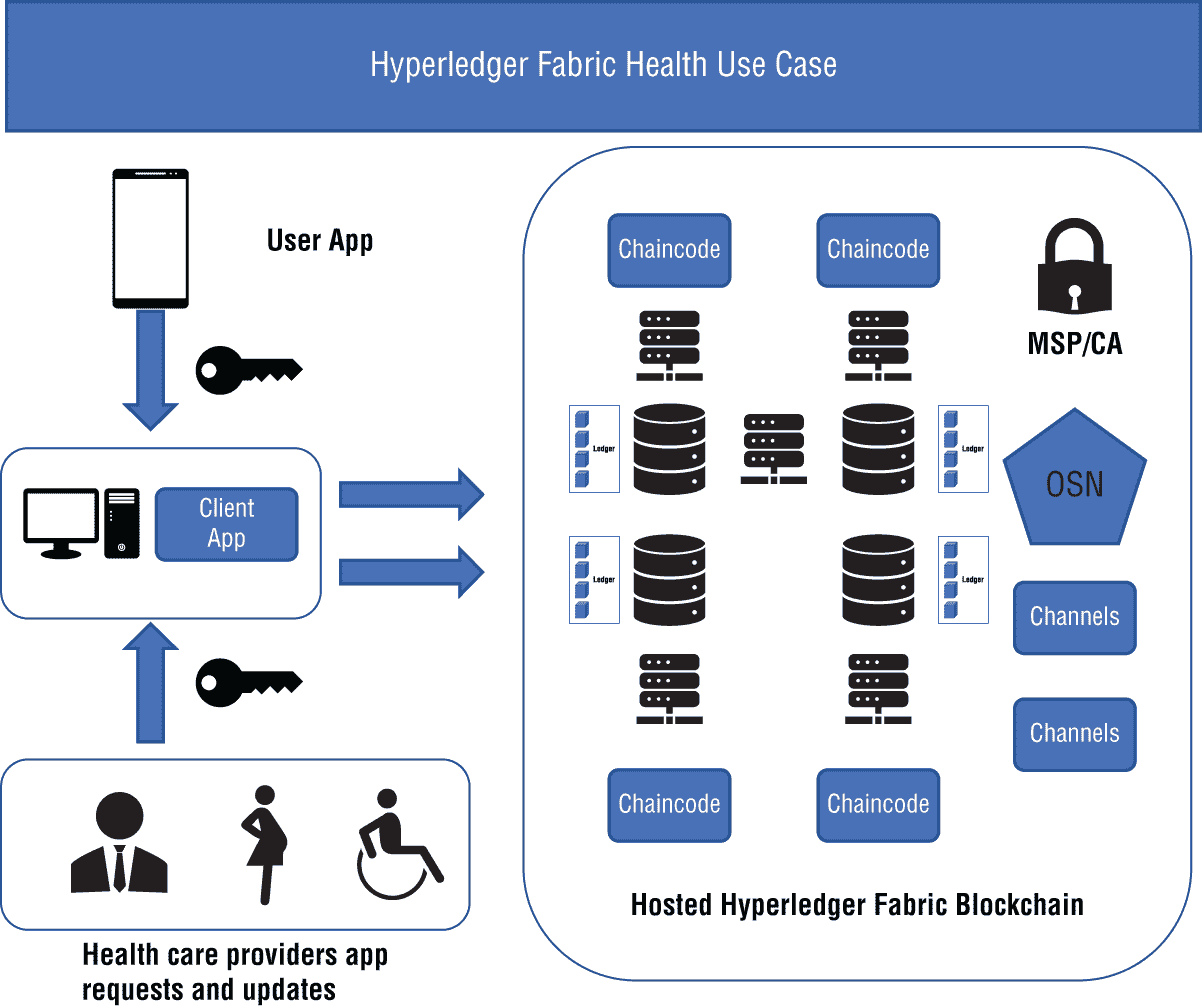 Hyperledger Fabric Health Use Case
User App
Chaincode
Chaincode
MSP/CA
Ledger
Ledger
OSN
Client
App
Ledger
Ledger
Channels
Channels
Chaincode
Chaincode
Hosted Hyperledger Fabric Blockchain
Health care providers app
requests and updates